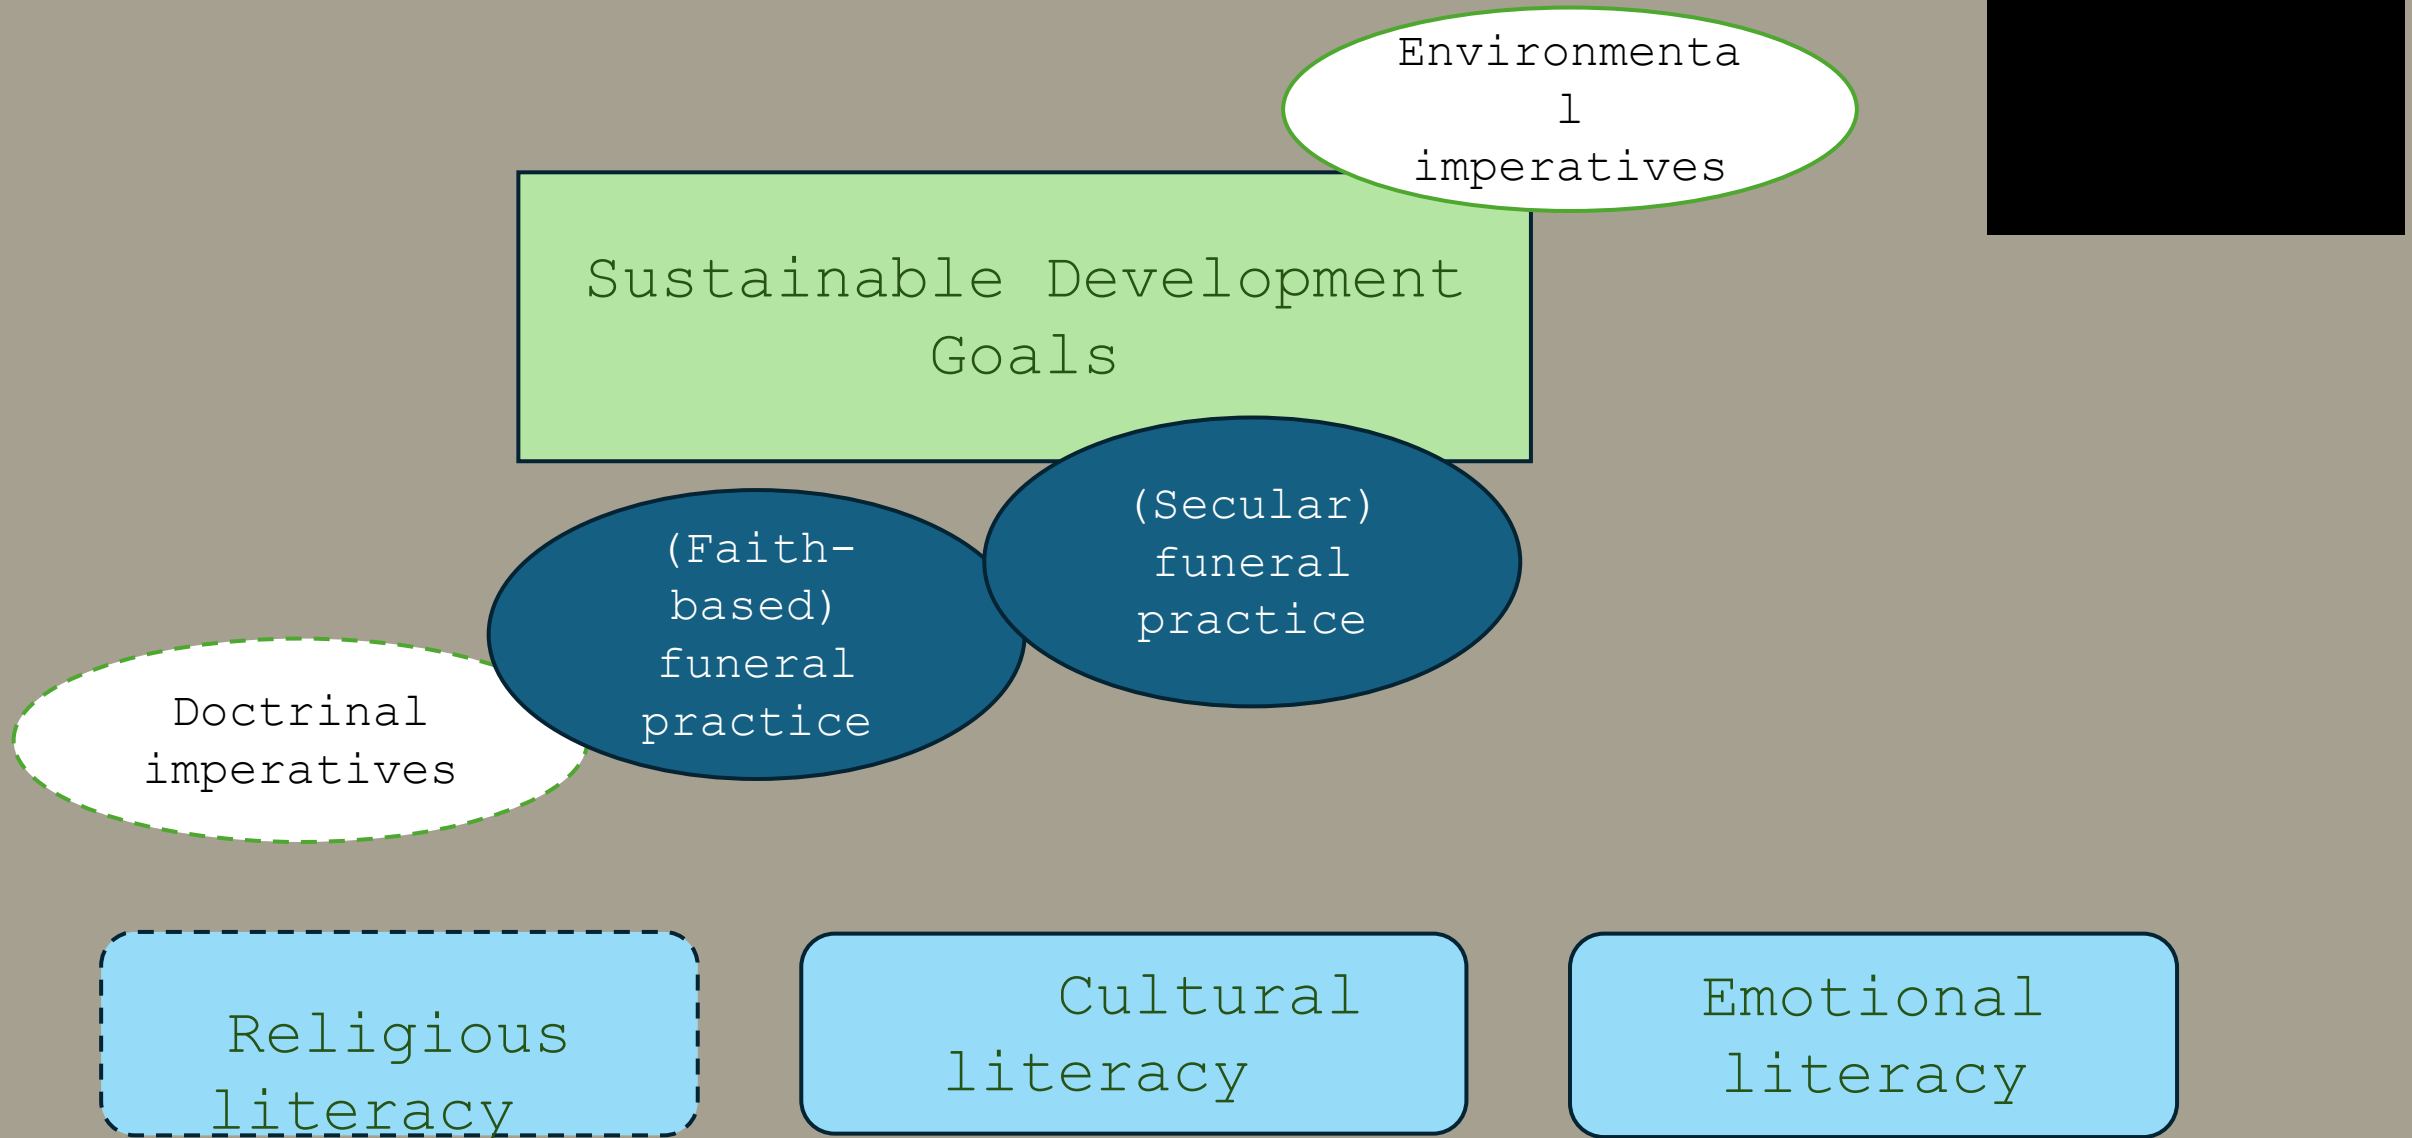 Environmenta
l
imperatives
Sustainable Development
Goals
(Secular)
funeral
practice
(Faith-
based)
funeral
practice
Doctrinal
imperatives
Religious
literacy
Cultural
literacy
Emotional
literacy